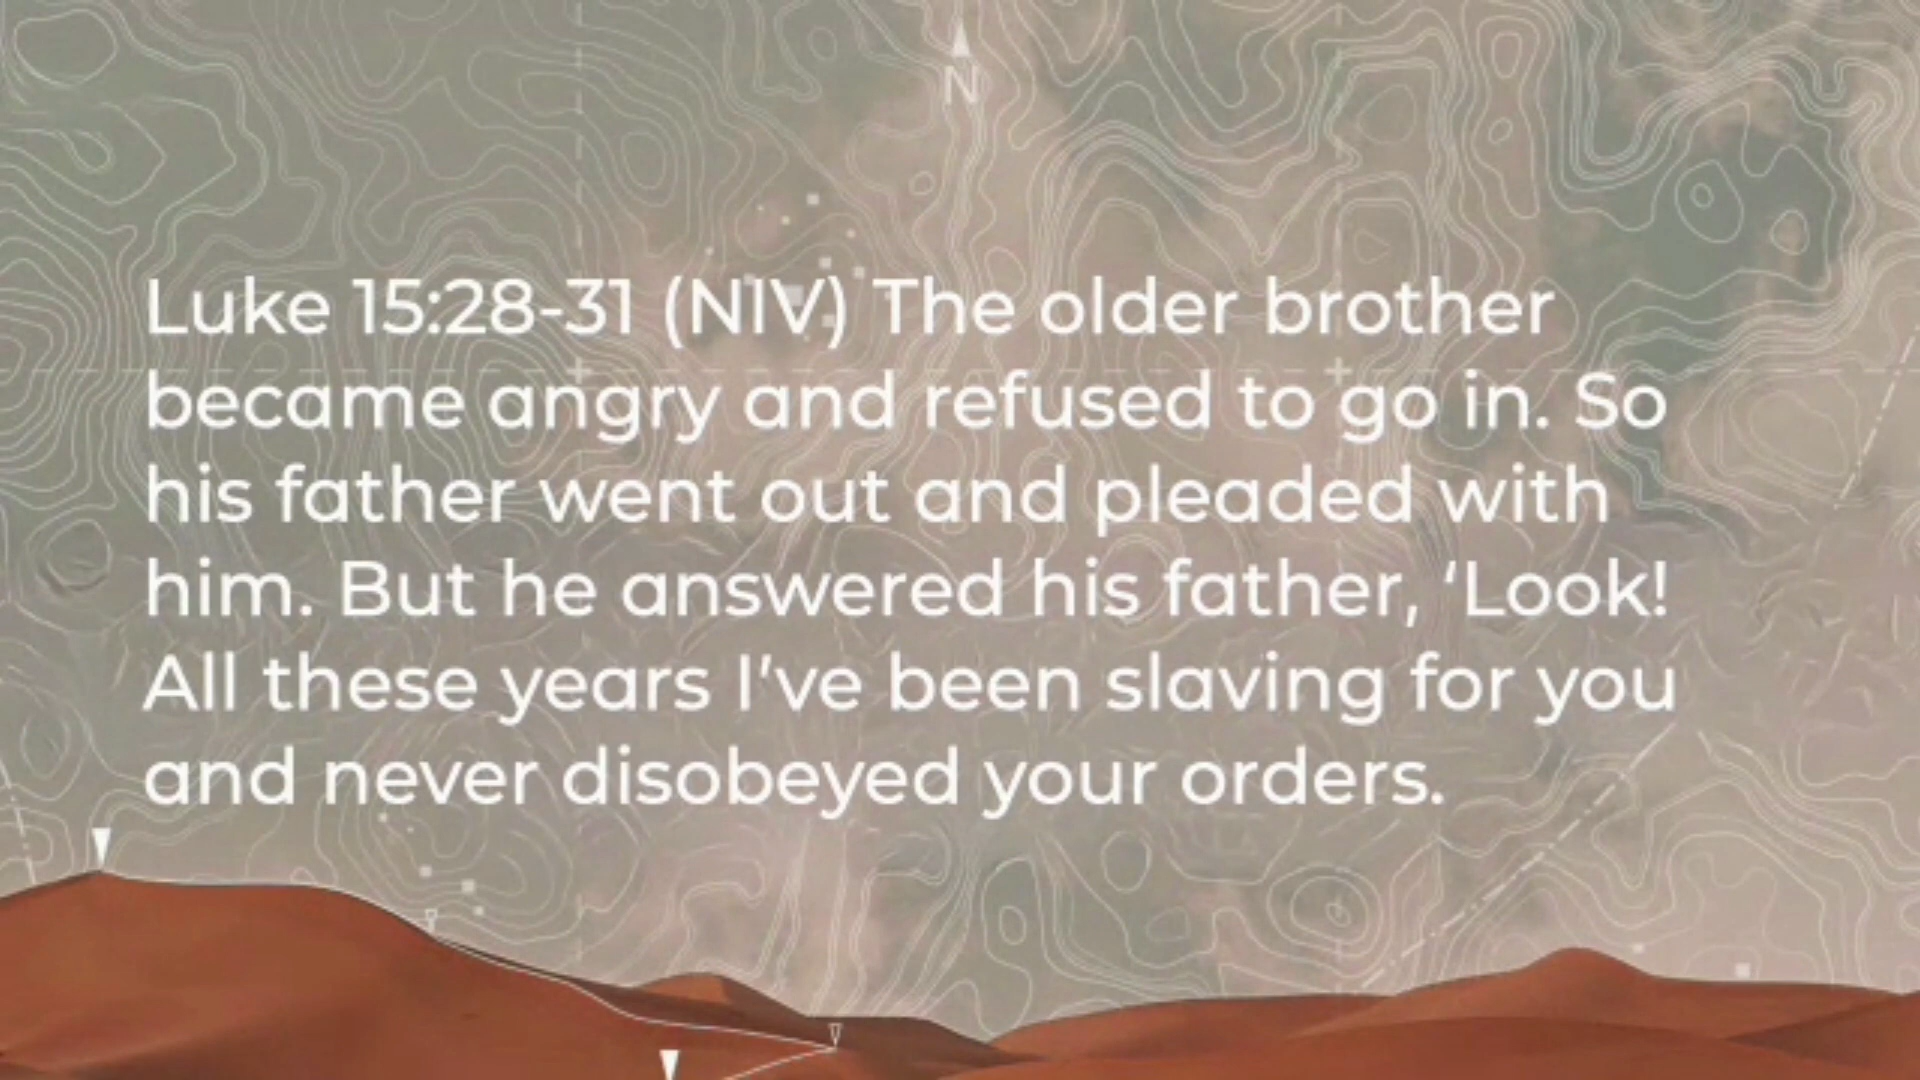 N
Luke 15:28-31 (NIV) The older brother
became angry and refused to go in. So
his father went out and pleaded with
him. But he answered his father, ‘Look!
All these years I’ve been slaving for you
and never disobeyed your orders.